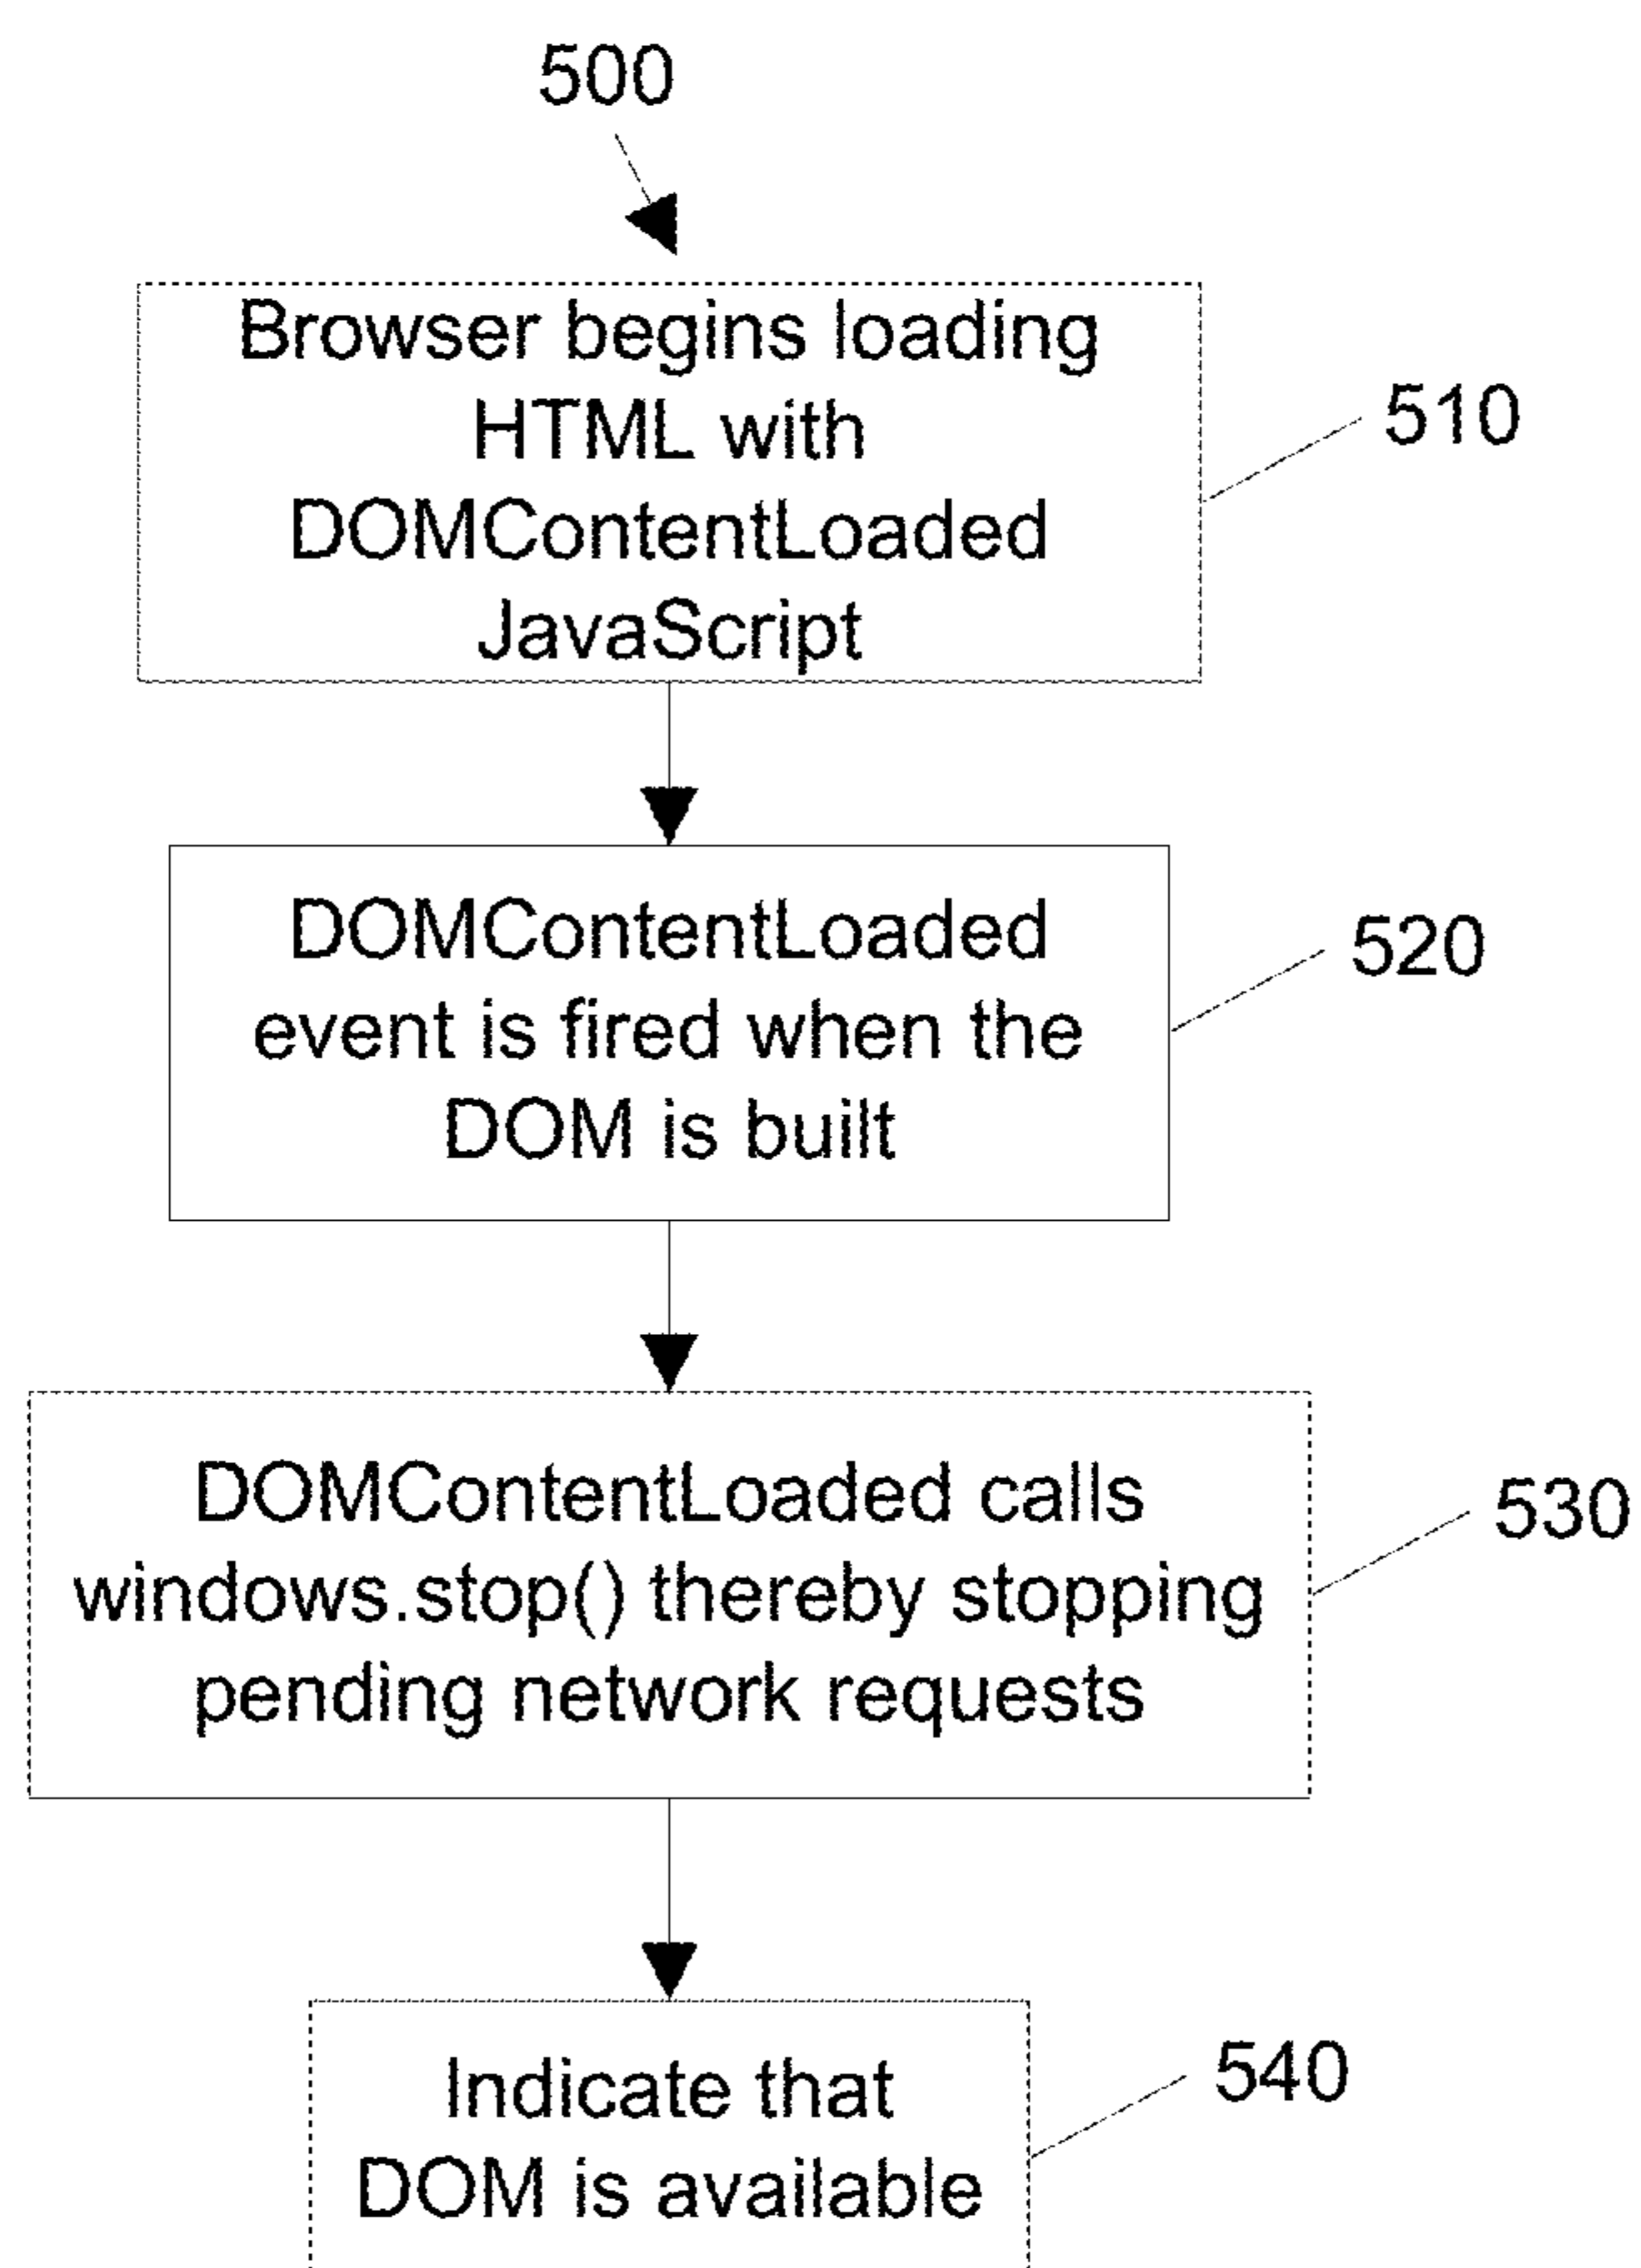 500
Browser begins loading
HTML with
DOMContentLoaded
JavaScript
510
DOMContentLoaded
event is fired when the
DOM is built
520
DOMContentLoaded calls
windows.stop() thereby stopping
pending network requests
530
Indicate that
DOM is available
540